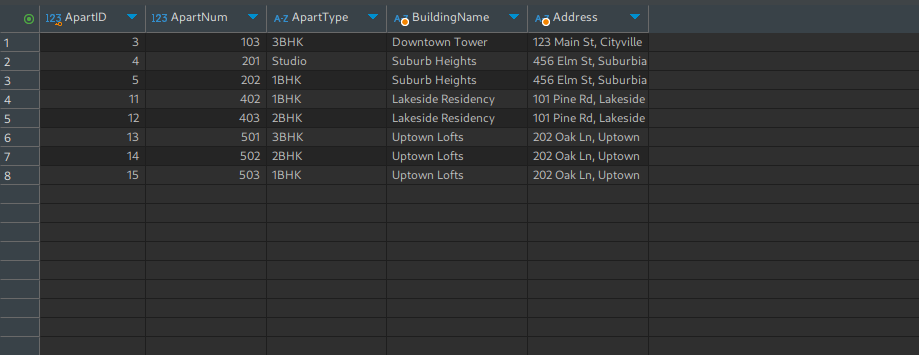 123 ApartID 123 ApartNum A-Z ApartType A-Z BuildingName A-Z Address
1 3 103 3BHK Downtown Tower 123 Main St, Cityville
2 4 201 Studio Suburb Heights 456 Elm St, Suburbia
3 5 202 1BHK Suburb Heights 456 Elm St, Suburbia
4 11 402 1BHK Lakeside Residency 101 Pine Rd, Lakeside
5 12 403 2BHK Lakeside Residency 101 Pine Rd, Lakeside
6 13 501 3BHK Uptown Lofts 202 Oak Ln, Uptown
7 14 502 2BHK Uptown Lofts 202 Oak Ln, Uptown
8 15 503 1BHK Uptown Lofts 202 Oak Ln, Uptown